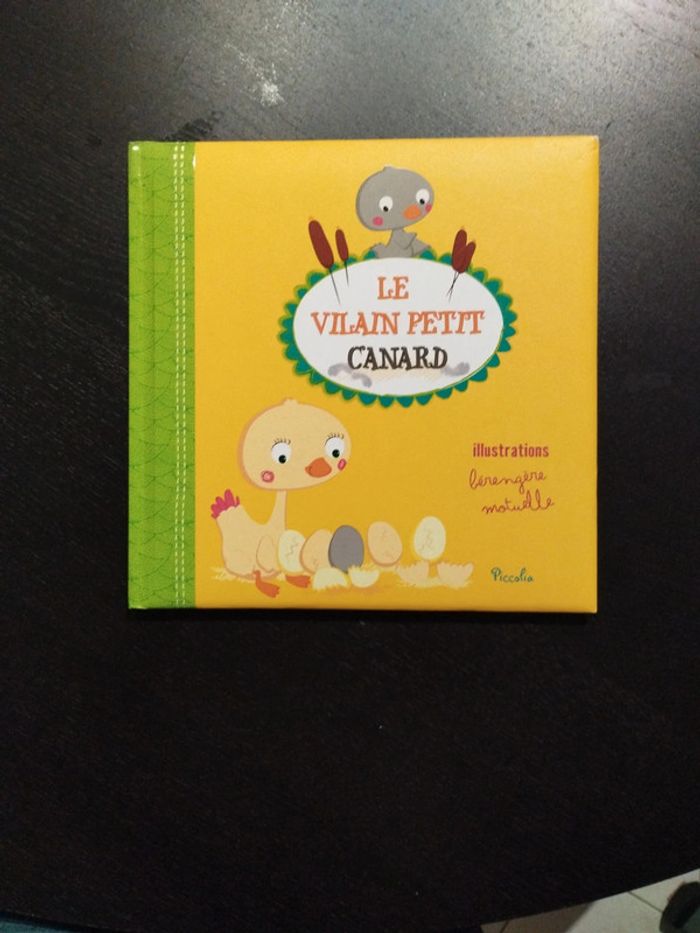 LE
VILAIN PETIT
CANARD
illustrations
bérengère
motuelle
Piccolia